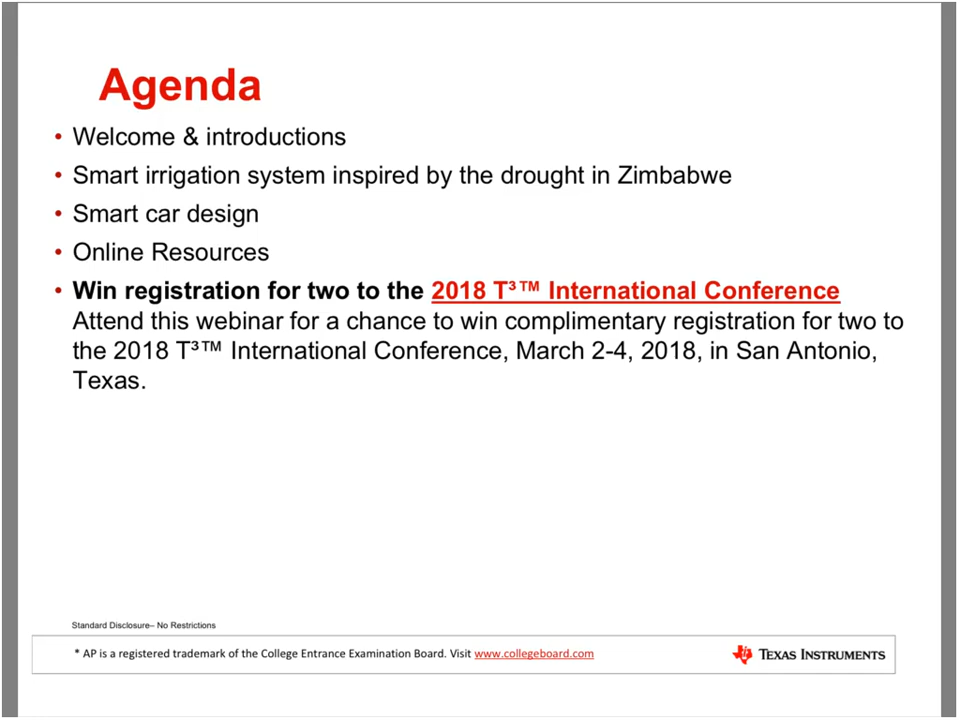 Agenda
• Welcome & introductions
• Smart irrigation system inspired by the drought in Zimbabwe
• Smart car design
• Online Resources
• Win registration for two to the 2018 T³™ International Conference
Attend this webinar for a chance to win complimentary registration for two to
the 2018 T³™ International Conference, March 2-4, 2018, in San Antonio,
Texas.
Standard Disclosure– No Restrictions
* AP is a registered trademark of the College Entrance Examination Board. Visit www.collegeboard.com
TEXAS INSTRUMENTS